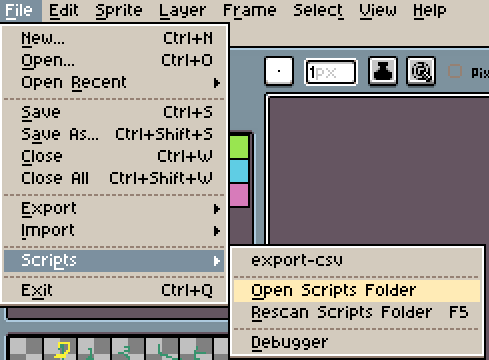 File Edit Sprite Layer Frame Select View Help
New... Ctrl+N
Open... Ctrl+O
Open Recent
Save Ctrl+S
Save As... Ctrl+Shift+S
Close Ctrl+W
Close All Ctrl+Shift+W
Export
Import
Scripts
Exit Ctrl+Q
1px
Pix
export-csv
Open Scripts Folder
Rescan Scripts Folder F5
Debugger